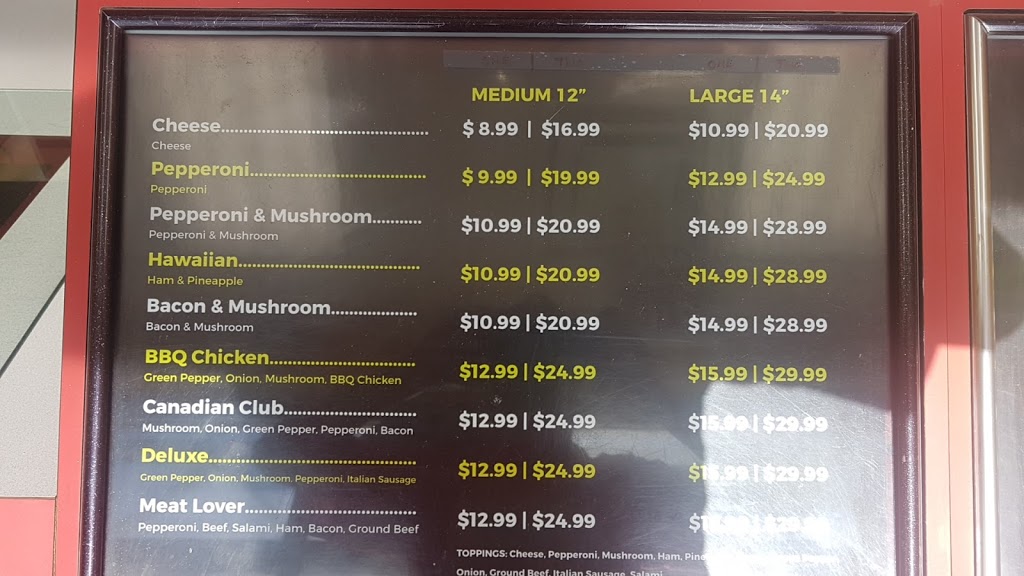 MEDIUM 12” LARGE 14”
Cheese.................................................. $ 8.99 | $16.99 $10.99 | $20.99
Cheese
Pepperoni.......................................... $ 9.99 | $19.99 $12.99 | $24.99
Pepperoni
Pepperoni & Mushroom............ $10.99 | $20.99 $14.99 | $28.99
Pepperoni & Mushroom
Hawaiian............................................ $10.99 | $20.99 $14.99 | $28.99
Ham & Pineapple
Bacon & Mushroom..................... $10.99 | $20.99 $14.99 | $28.99
Bacon & Mushroom
BBQ Chicken................................... $12.99 | $24.99 $15.99 | $29.99
Green Pepper, Onion, Mushroom, BBQ Chicken
Canadian Club................................ $12.99 | $24.99 $15.99 | $29.99
Mushroom, Onion, Green Pepper, Pepperoni, Bacon
Deluxe.................................................. $12.99 | $24.99 $29.99
Green Pepper, Onion, Mushroom, Pepperoni, Italian Sausage
Meat Lover......................................... $12.99 | $24.99
Pepperoni, Beef, Salami, Ham, Bacon, Ground Beef
TOPPINGS: Cheese, Pepperoni, Mushroom, Ham,
Onion, Ground Beef, Italian Sausage, Salami